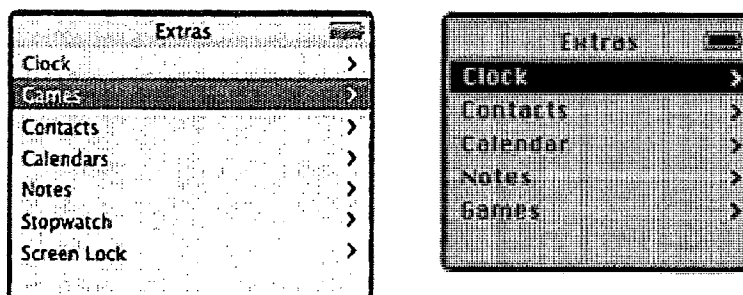 Extras
Clock
Games
Contacts
Calendars
Notes
Stopwatch
Screen Lock
Extras
Clock
Contacts
Calendar
Notes
Games